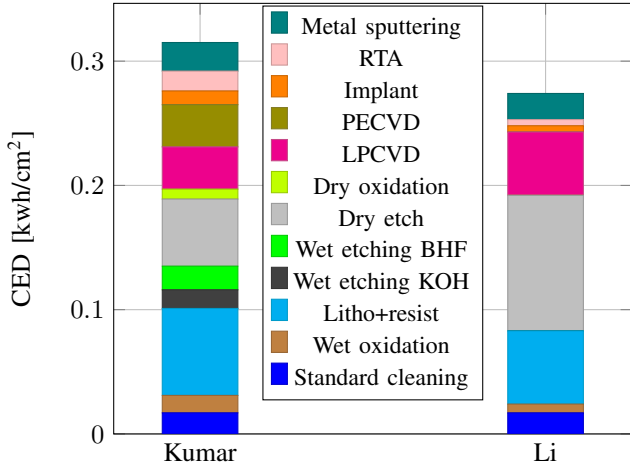 Metal sputtering
RTA
Implant
PECVD
LPCVD
Dry oxidation
Dry etch
Wet etching BHF
Wet etching KOH
Litho+resist
Wet oxidation
Standard cleaning
0.3
0.2
0.1
0
CED [kwh/cm²]
Kumar
Li